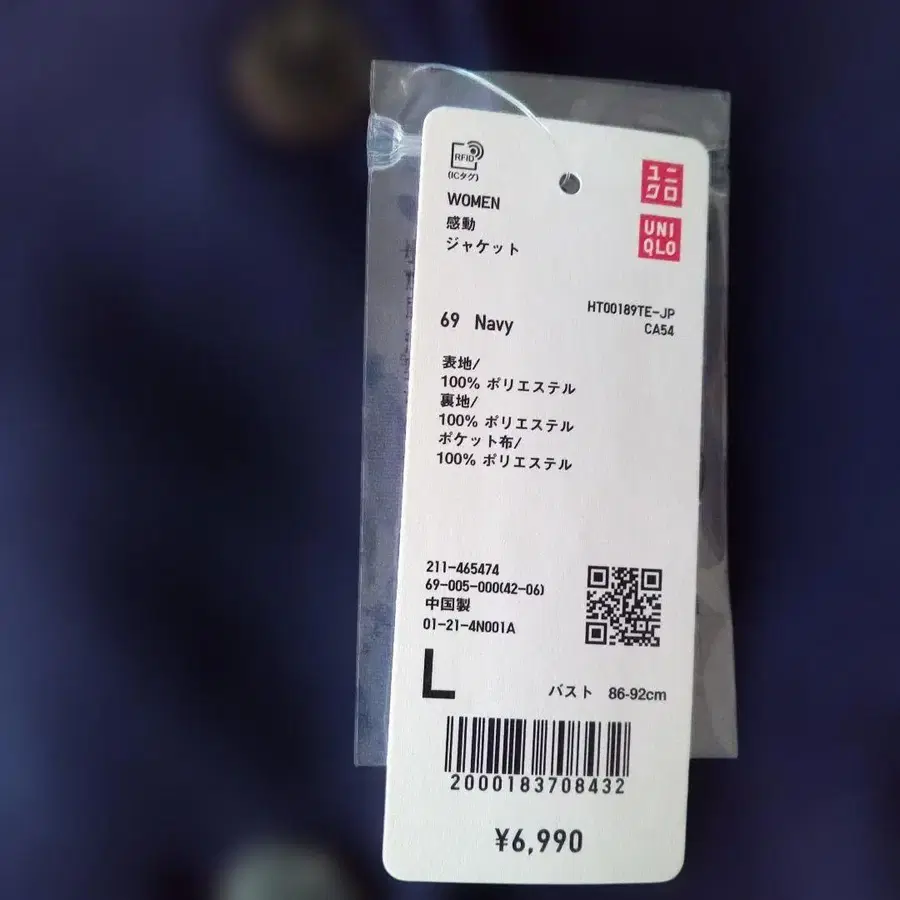 RFID
(ICタグ)
ユニ
クロ
UNI
QLO
WOMEN
感動
ジャケット
HT00189TE-JP
CA54
69 Navy
表地/
100% ポリエステル
裏地/
100% ポリエステル
ポケット布/
100% ポリエステル
211-465474
69-005-000(42-06)
中国製
01-21-4N001A
L
バスト 86-92cm
2000183708432
¥6,990